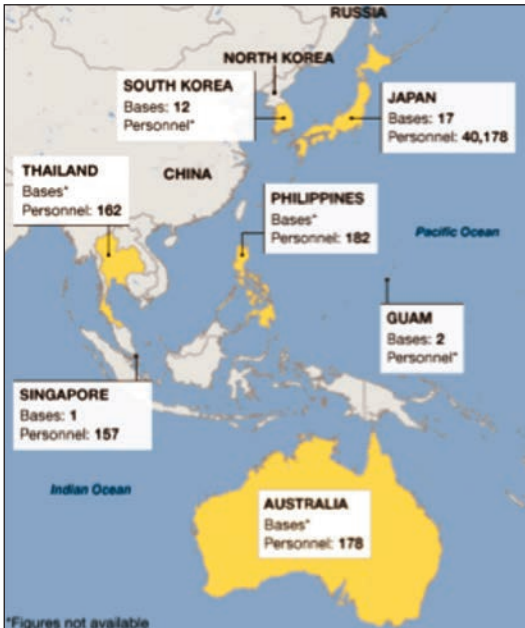 RUSSIA
NORTH KOREA
SOUTH KOREA
Bases: 12
Personnel*
JAPAN
Bases: 17
Personnel: 40,178
THAILAND
Bases*
Personnel: 162
CHINA
PHILIPPINES
Bases*
Personnel: 182
Pacific Ocean
GUAM
Bases: 2
Personnel*
SINGAPORE
Bases: 1
Personnel: 157
Indian Ocean
AUSTRALIA
Bases*
Personnel: 178
*Figures not available